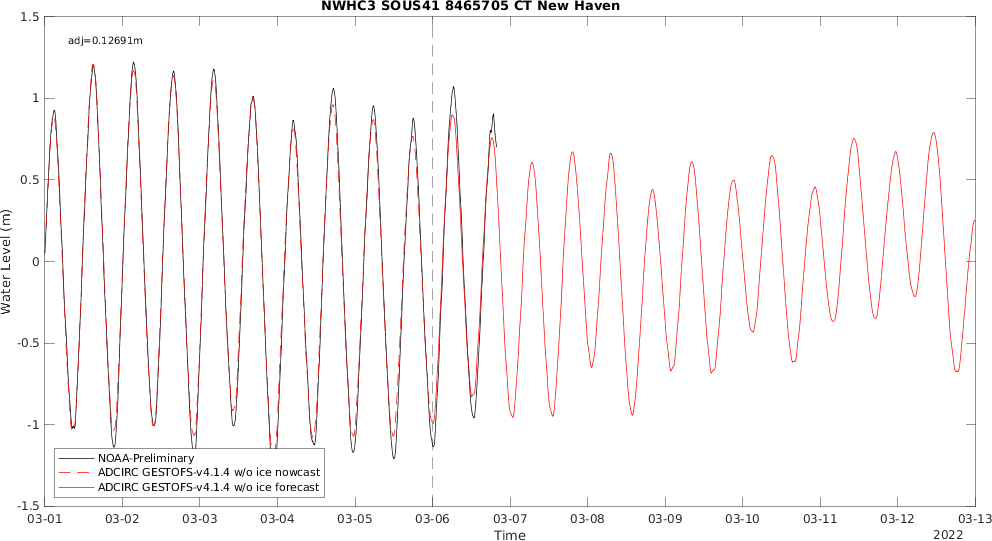 NWHC3 SOUS41 8465705 CT New Haven
adj=0.12691m
1.5
1
0.5
0
-0.5
-1
-1.5
Water Level (m)
NOAA-Preliminary
ADCIRC GESTOFS-v4.1.4 w/o ice nowcast
ADCIRC GESTOFS-v4.1.4 w/o ice forecast
03-01 03-02 03-03 03-04 03-05 03-06 03-07 03-08 03-09 03-10 03-11 03-12 03-13
Time
2022